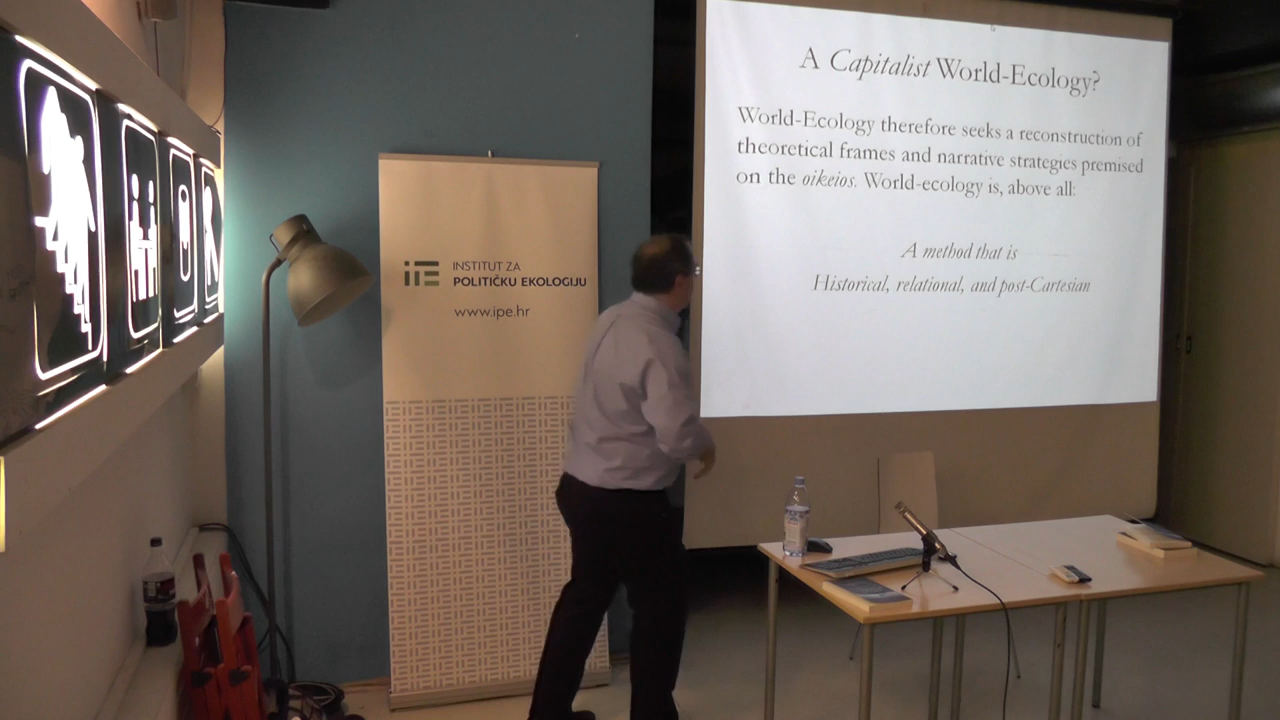 A Capitalist World-Ecology?
World-Ecology therefore seeks a reconstruction of
theoretical frames and narrative strategies premised
on the oikeios. World-ecology is, above all:
A method that is
Historical, relational, and post-Cartesian
INSTITUT ZA
POLITIČKU EKOLOGIJU
www.ipe.hr